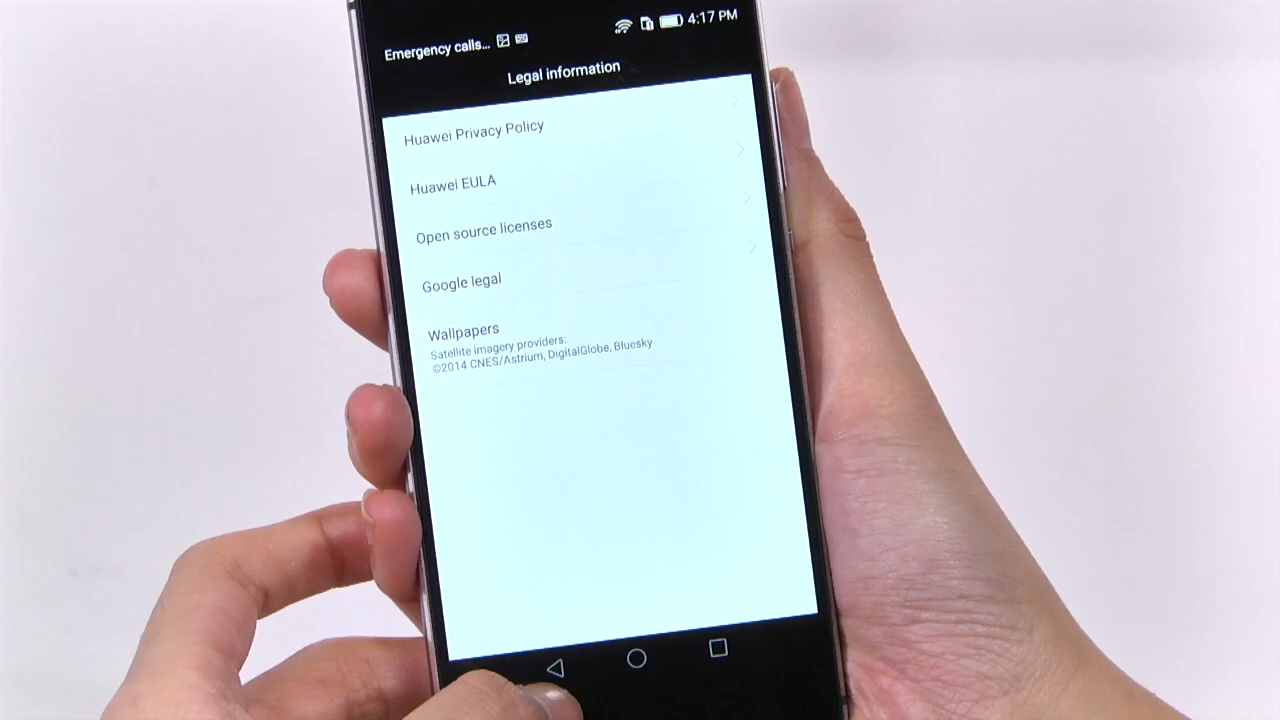 Emergency calls... 4:17 PM
Legal information
Huawei Privacy Policy
Huawei EULA
Open source licenses
Google legal
Wallpapers
Satellite imagery providers:
©2014 CNES/Astrium, DigitalGlobe, Bluesky